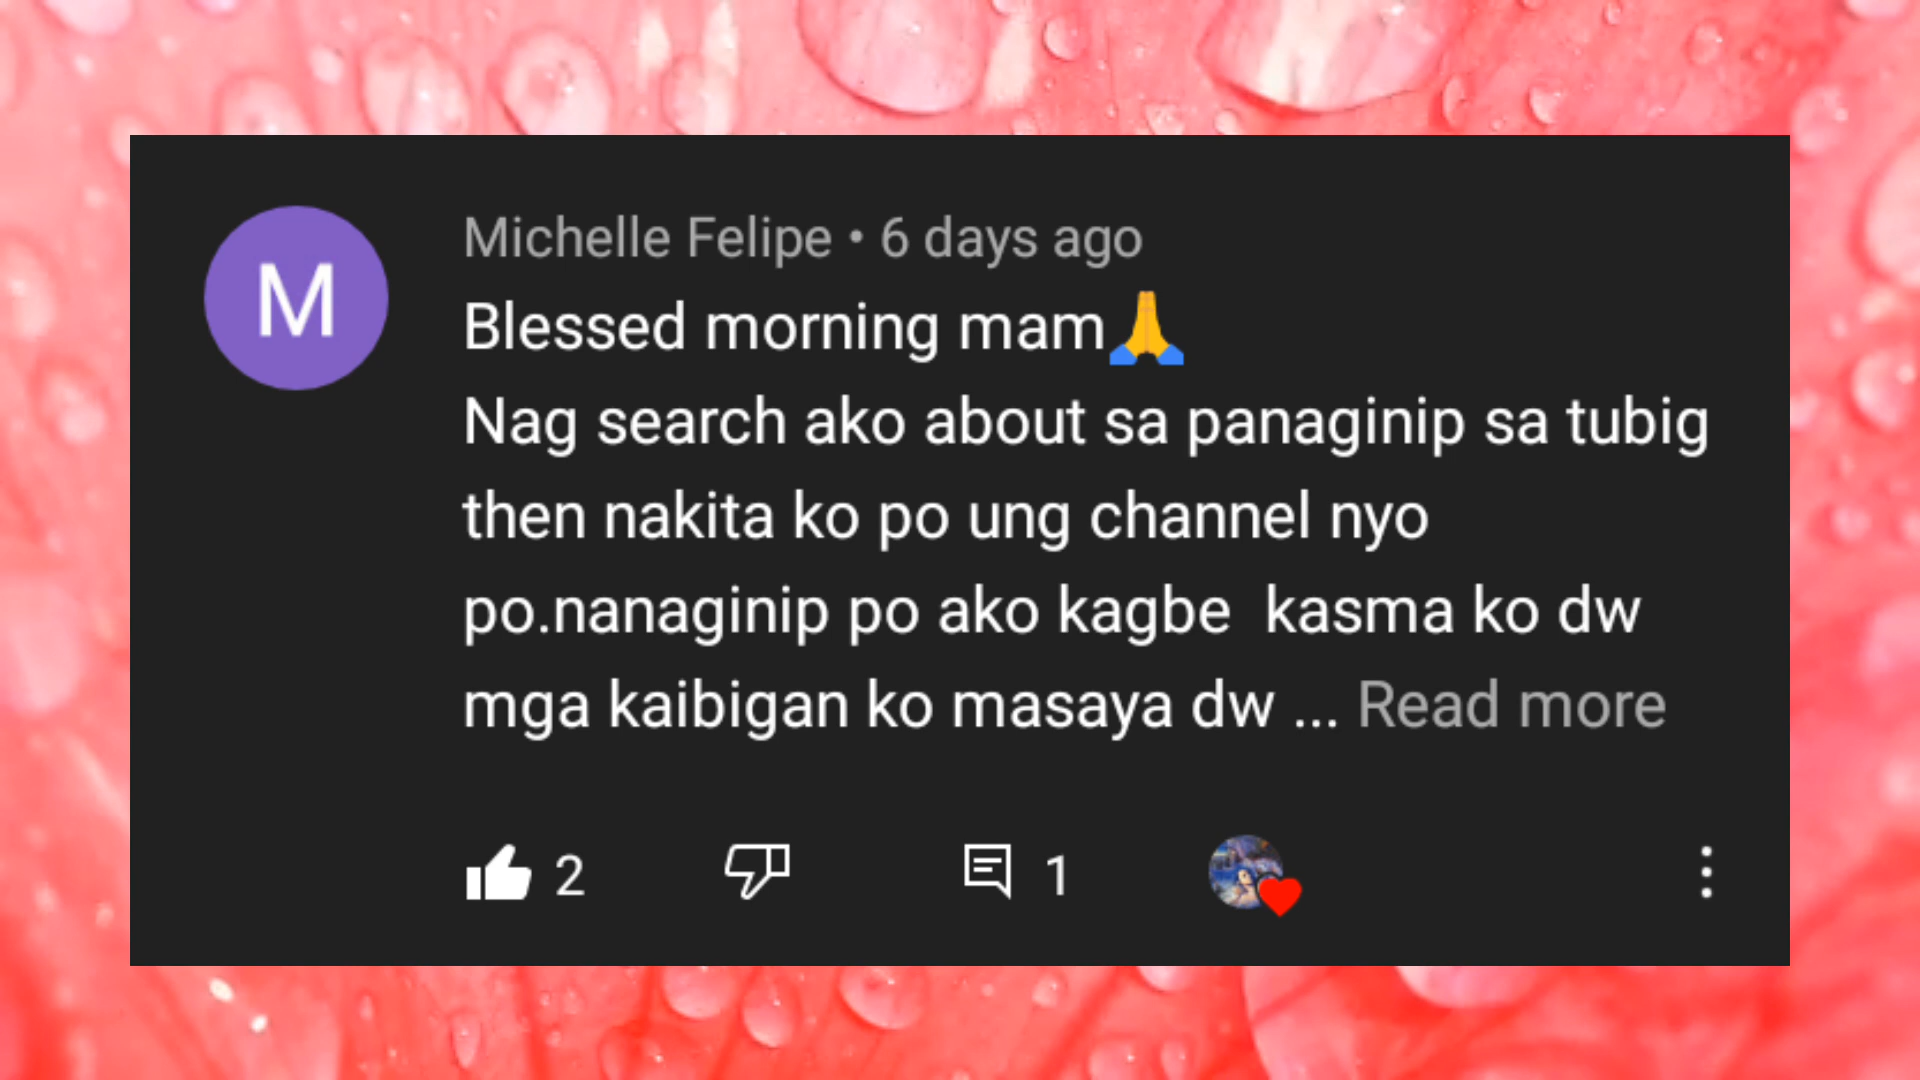 M
Michelle Felipe • 6 days ago
Blessed morning mam🙏
Nag search ako about sa panaginip sa tubig
then nakita ko po ung channel nyo
po.nanaginip po ako kagbe  kasma ko dw
mga kaibigan ko masaya dw ... Read more
2
1